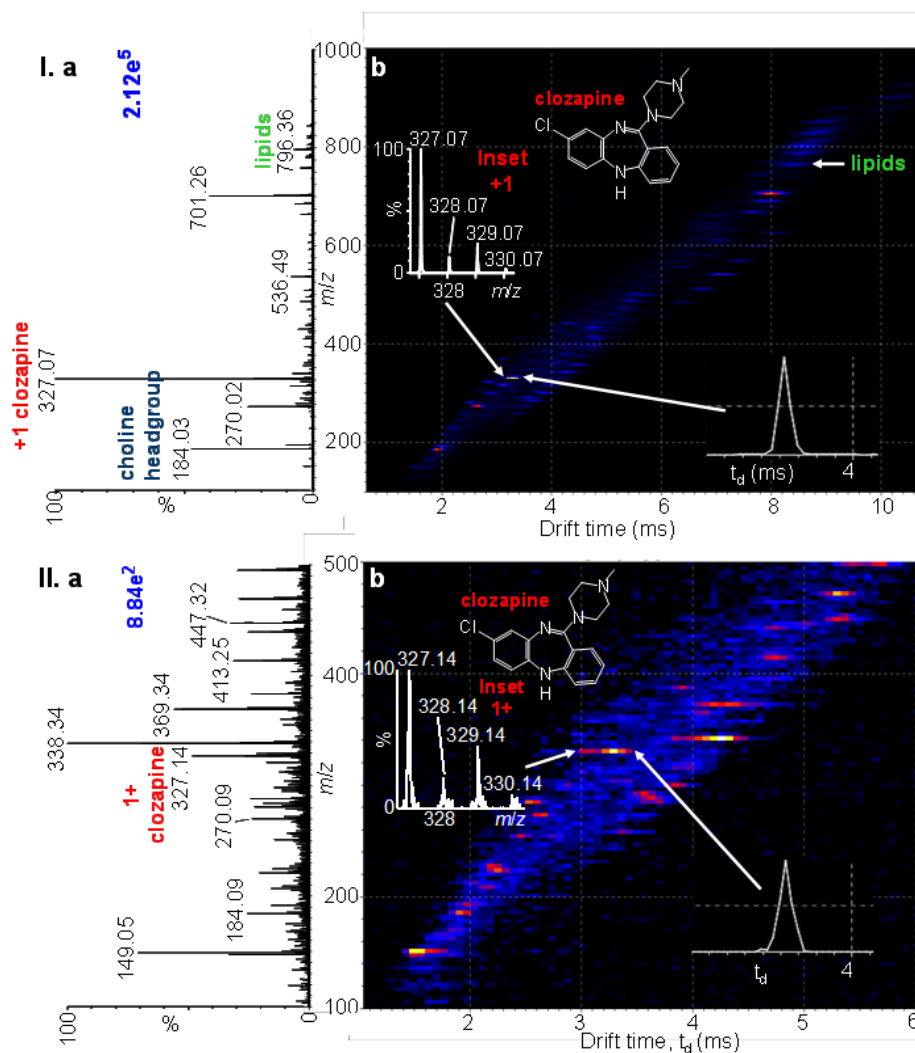 I. a
2.12e5
lipids
796.36
701.26
536.49
+1 clozapine
327.07
270.02
choline
headgroup
184.03
100
%
0
m/z
1000
800
600
400
200
b
clozapine
Cl
N
N
N
N
H
Inset
+1
100
%
0
327.07
328.07
329.07
330.07
328
m/z
lipids
td (ms)
4
2
4
6
8
10
Drift time (ms)
II. a
8.84e2
447.32
413.25
369.34
338.34
327.14
1+
clozapine
270.09
184.09
149.05
100
%
0
m/z
500
400
200
100
b
clozapine
Cl
N
N
N
N
H
Inset
1+
100
%
0
327.14
328.14
329.14
330.14
328
m/z
td
4
2
3
4
5
6
Drift time, td (ms)